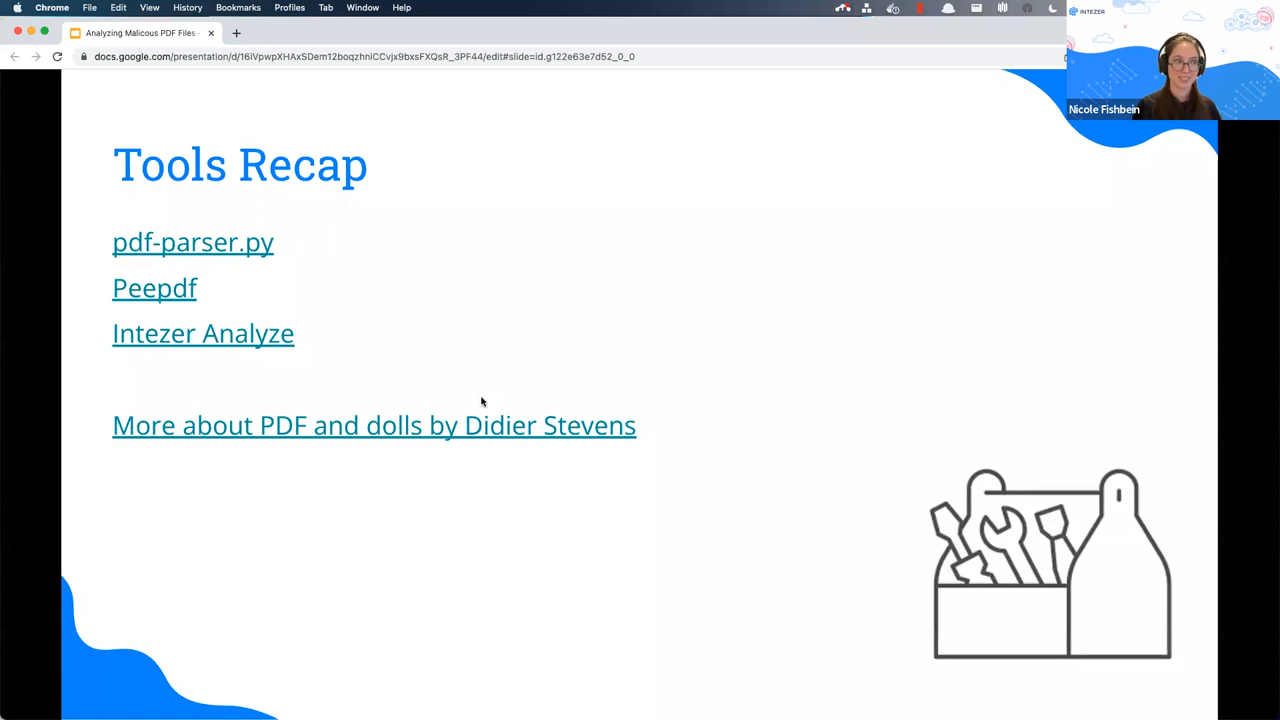 Chrome File Edit View History Bookmarks Profiles Tab Window Help
Analyzing Malicous PDF Files
docs.google.com/presentation/d/16iVpwpXHAxSDem12boqzhniCCvjx9bxsFXQsR_3PF44/edit#slide=id.g122e63e7d52_0_0
INTEZER
Nicole Fishbein
Tools Recap
pdf-parser.py
Peepdf
Intezer Analyze
More about PDF and dolls by Didier Stevens